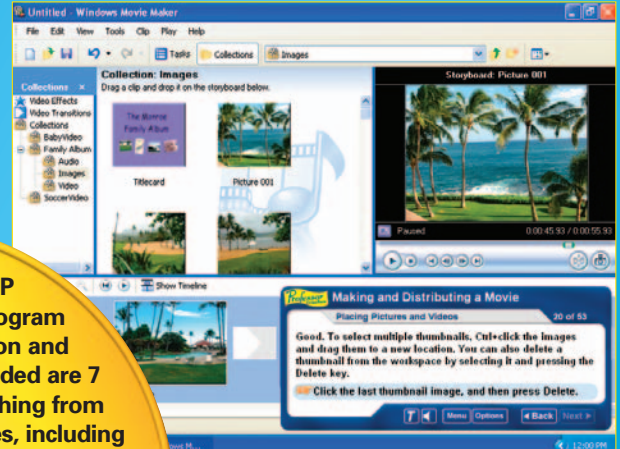 Untitled - Windows Movie Maker
File Edit View Tools Clip Play Help
Tasks Collections Images
Collections ×
Video Effects
Video Transitions
Collections
BabyVideo
Family Album
Audio
Images
Video
SoccerVideo
Collection: Images
Drag a clip and drop it on the storyboard below.
The Monroe
Family Album
Titlecard
Picture 001
Storyboard: Picture 001
Paused
0:00:45.93 / 0:00:55.93
Show Timeline
Professor
Making and Distributing a Movie
Placing Pictures and Videos
20 of 53
Good. To select multiple thumbnails, Ctrl+click the images
and drag them to a new location. You can also delete a
thumbnail from the workspace by selecting it and pressing the
Delete key.
Click the last thumbnail image, and then press Delete.
T Menu Options Back Next
12:00 PM
P
ogram
on and
ded are 7
hing from
es, including